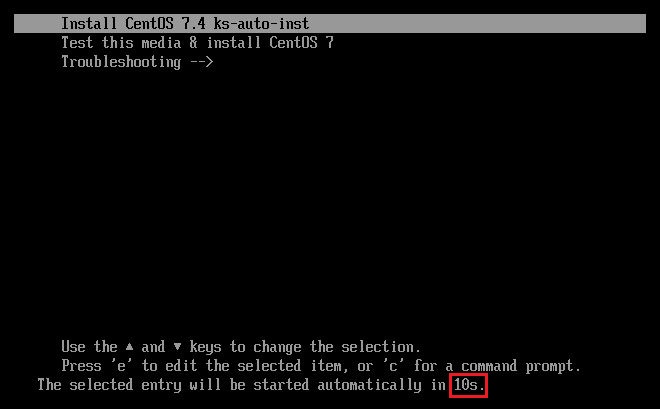 Install CentOS 7.4 ks-auto-inst
Test this media & install CentOS 7
Troubleshooting -->
Use the ▲ and ▼ keys to change the selection.
Press 'e' to edit the selected item, or 'c' for a command prompt.
The selected entry will be started automatically in 10s.